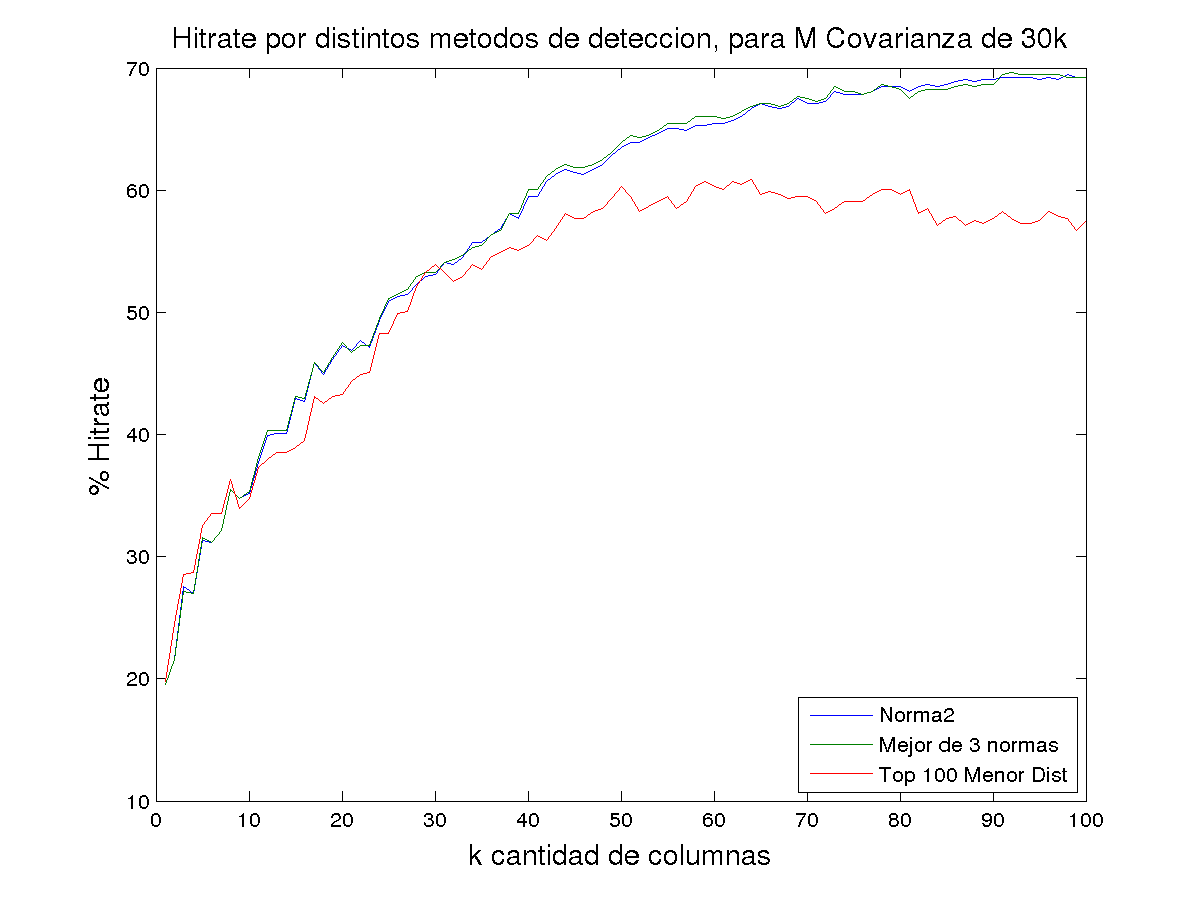 Hitrate por distintos metodos de deteccion, para M Covarianza de 30k
70
60
50
40
30
20
10
% Hitrate
Norma2
Mejor de 3 normas
Top 100 Menor Dist
0 10 20 30 40 50 60 70 80 90 100
k cantidad de columnas